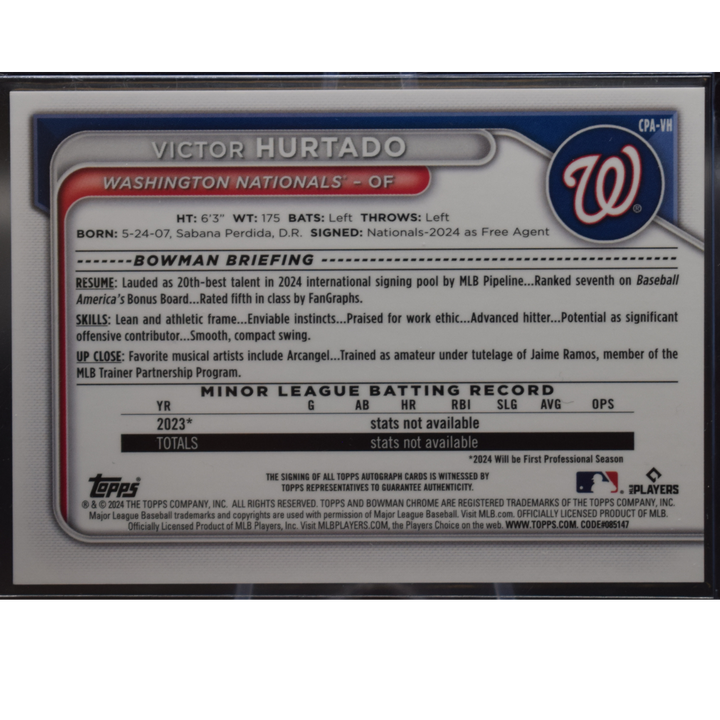 CPA-VH
VICTOR HURTADO
WASHINGTON NATIONALS™ – OF
W®
HT: 6'3" WT: 175 BATS: Left THROWS: Left
BORN: 5-24-07, Sabana Perdida, D.R. SIGNED: Nationals-2024 as Free Agent
BOWMAN BRIEFING
RESUME: Lauded as 20th-best talent in 2024 international signing pool by MLB Pipeline...Ranked seventh on Baseball
America's Bonus Board...Rated fifth in class by FanGraphs.
SKILLS: Lean and athletic frame...Enviable instincts...Praised for work ethic...Advanced hitter...Potential as significant
offensive contributor...Smooth, compact swing.
UP CLOSE: Favorite musical artists include Arcangel...Trained as amateur under tutelage of Jaime Ramos, member of the
MLB Trainer Partnership Program.
MINOR LEAGUE BATTING RECORD
YR G AB HR RBI SLG AVG OPS
2023* stats not available
TOTALS stats not available
*2024 Will be First Professional Season
topps®
THE SIGNING OF ALL TOPPS AUTOGRAPH CARDS IS WITNESSED BY
TOPPS REPRESENTATIVES TO GUARANTEE AUTHENTICITY.
MLB PLAYERS
® & © 2024 THE TOPPS COMPANY, INC. ALL RIGHTS RESERVED. TOPPS AND BOWMAN CHROME ARE REGISTERED TRADEMARKS OF THE TOPPS COMPANY, INC.
Major League Baseball trademarks and copyrights are used with permission of Major League Baseball. Visit MLB.com. OFFICIALLY LICENSED PRODUCT OF MLB.
Officially Licensed Product of MLB Players, Inc. Visit MLBPLAYERS.COM, the Players Choice on the web. WWW.TOPPS.COM. CODE#085147